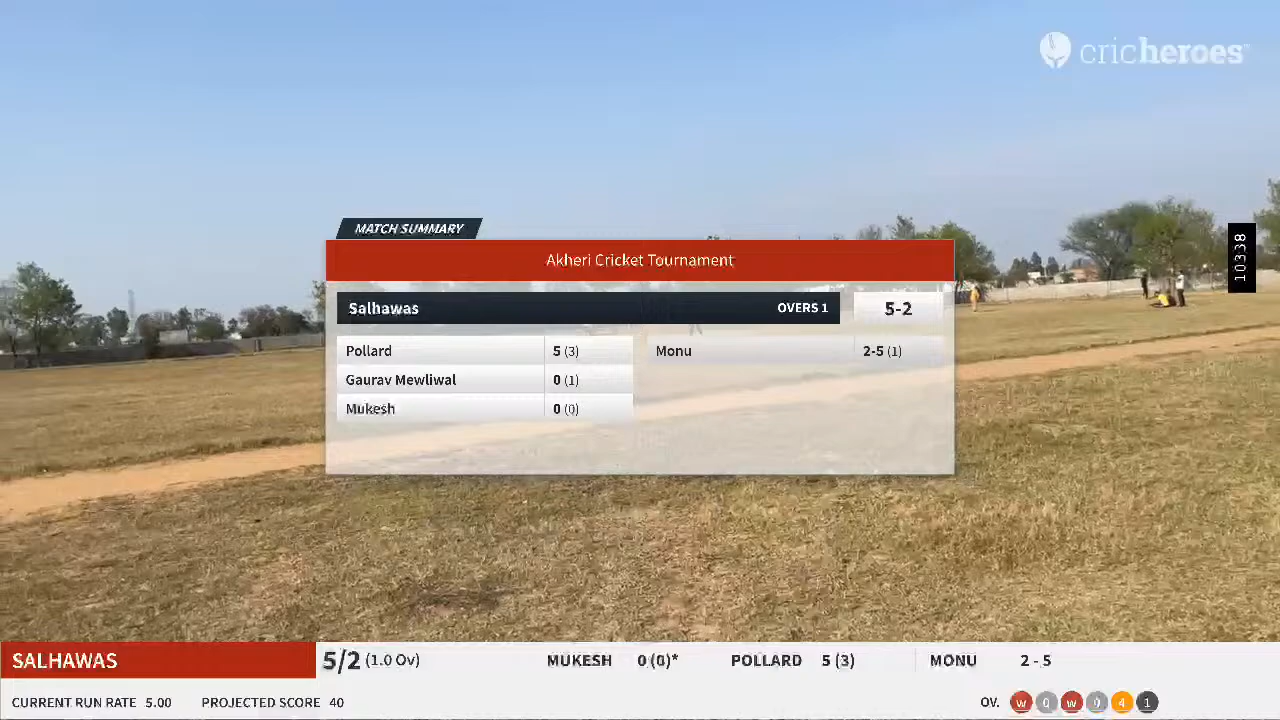 cricheroes
MATCH SUMMARY
Akheri Cricket Tournament
10338
Salhawas OVERS 1 5-2
Pollard 5 (3) Monu 2-5 (1)
Gaurav Mewliwal 0 (1)
Mukesh 0 (0)
SALHAWAS 5/2 (1.0 Ov) MUKESH 0 (0)* POLLARD 5 (3) MONU 2 - 5
CURRENT RUN RATE 5.00 PROJECTED SCORE 40 OV. W 0 W 0 4 1